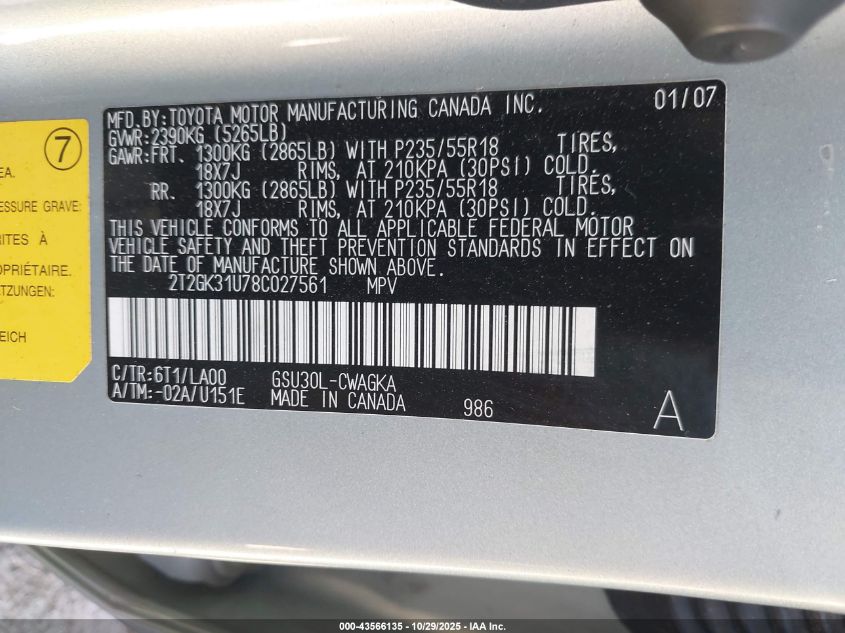 MFD.BY:TOYOTA MOTOR MANUFACTURING CANADA INC. 01/07
GVWR:2390KG (5265LB)
GAWR:FRT. 1300KG (2865LB) WITH P235/55R18 TIRES,
18X7J RIMS, AT 210KPA (30PSI) COLD.
RR. 1300KG (2865LB) WITH P235/55R18 TIRES,
18X7J RIMS, AT 210KPA (30PSI) COLD.
THIS VEHICLE CONFORMS TO ALL APPLICABLE FEDERAL MOTOR
VEHICLE SAFETY AND THEFT PREVENTION STANDARDS IN EFFECT ON
THE DATE OF MANUFACTURE SHOWN ABOVE.
2T2GK31U78C027561 MPV
C/TR:6T1/LA00 GSU30L-CWAGKA
A/TM:-02A/U151E MADE IN CANADA 986 A
7
EA.
ESSURE GRAVE:
RITES À
OPRIÉTAIRE.
ETZUNGEN:
EICH
000-43566135 - 10/29/2025 - IAA Inc.